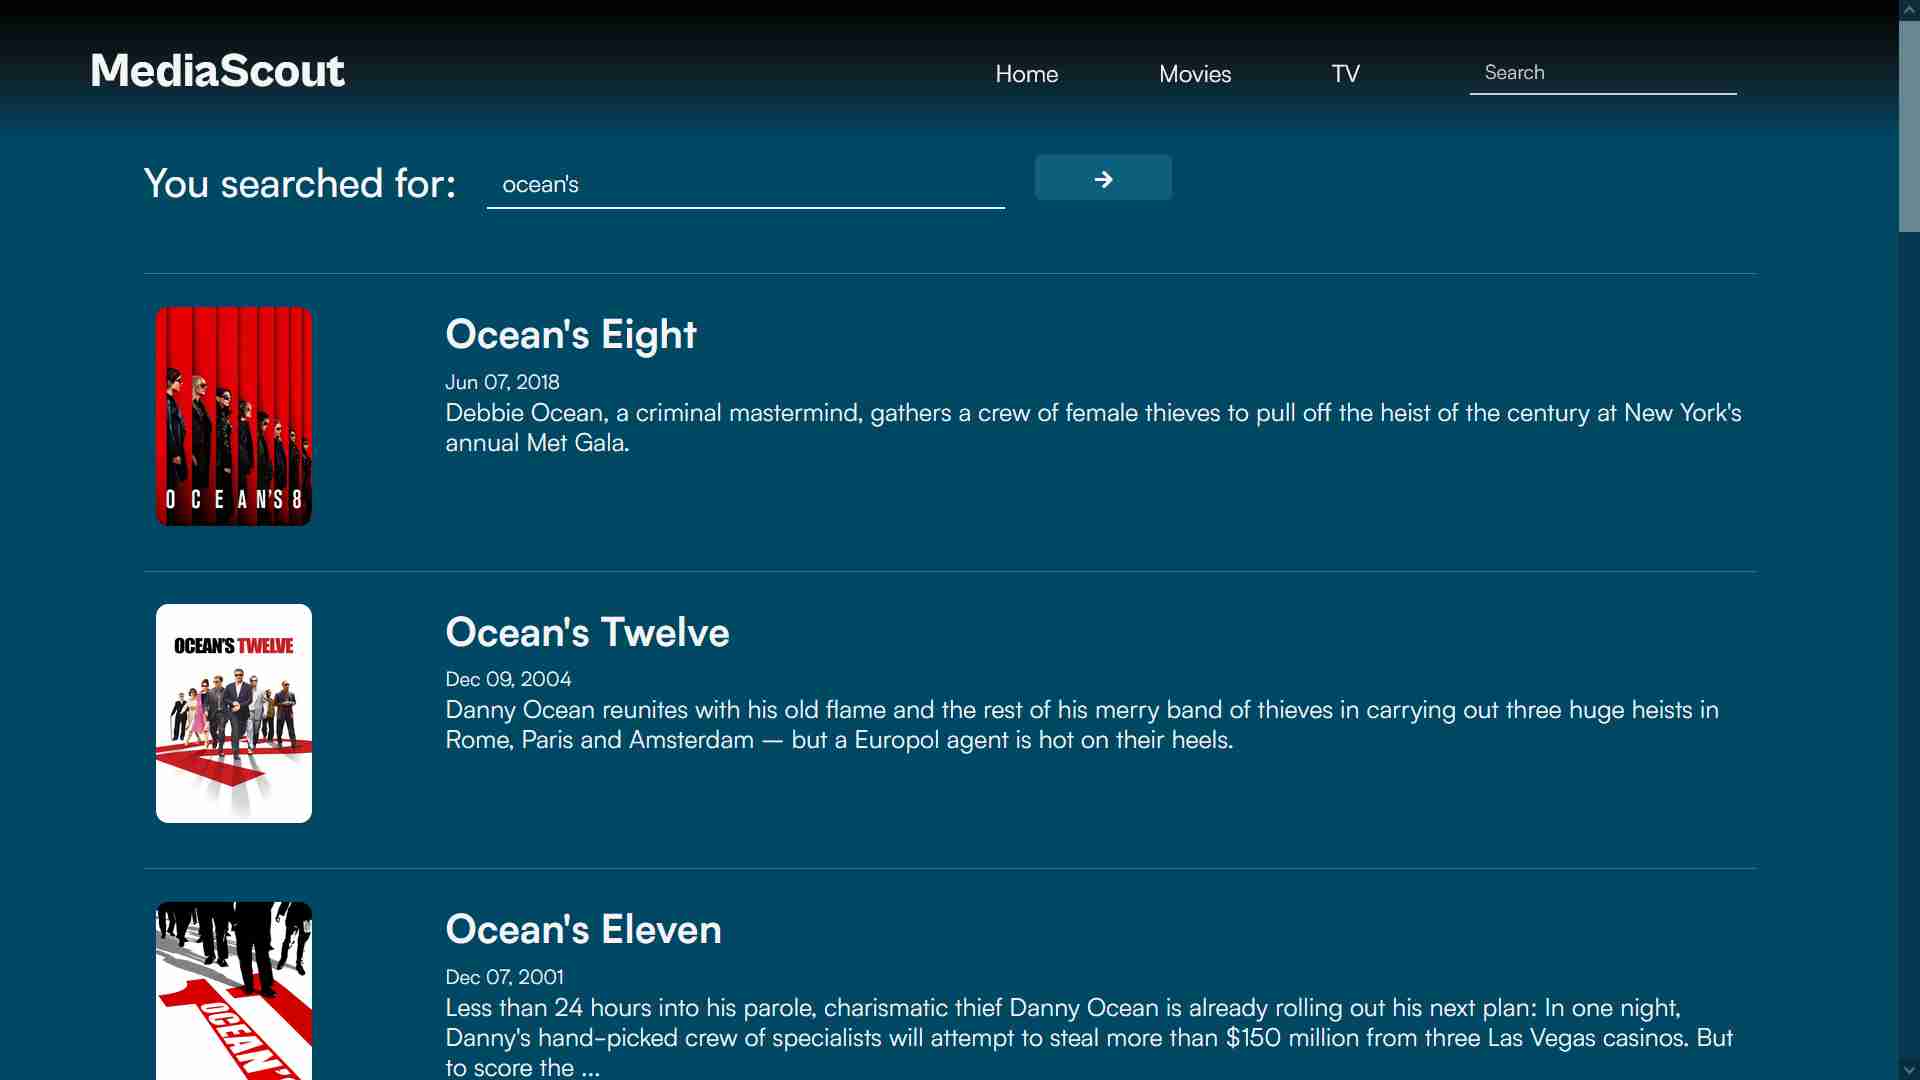 MediaScout
Home
Movies
TV
Search
You searched for:
ocean's
→
Ocean's Eight
Jun 07, 2018
Debbie Ocean, a criminal mastermind, gathers a crew of female thieves to pull off the heist of the century at New York's
annual Met Gala.
OCEAN'S 8
Ocean's Twelve
Dec 09, 2004
Danny Ocean reunites with his old flame and the rest of his merry band of thieves in carrying out three huge heists in
Rome, Paris and Amsterdam — but a Europol agent is hot on their heels.
OCEAN'S TWELVE
Ocean's Eleven
Dec 07, 2001
Less than 24 hours into his parole, charismatic thief Danny Ocean is already rolling out his next plan: In one night,
Danny's hand-picked crew of specialists will attempt to steal more than $150 million from three Las Vegas casinos. But
to score the ...
OCEAN'